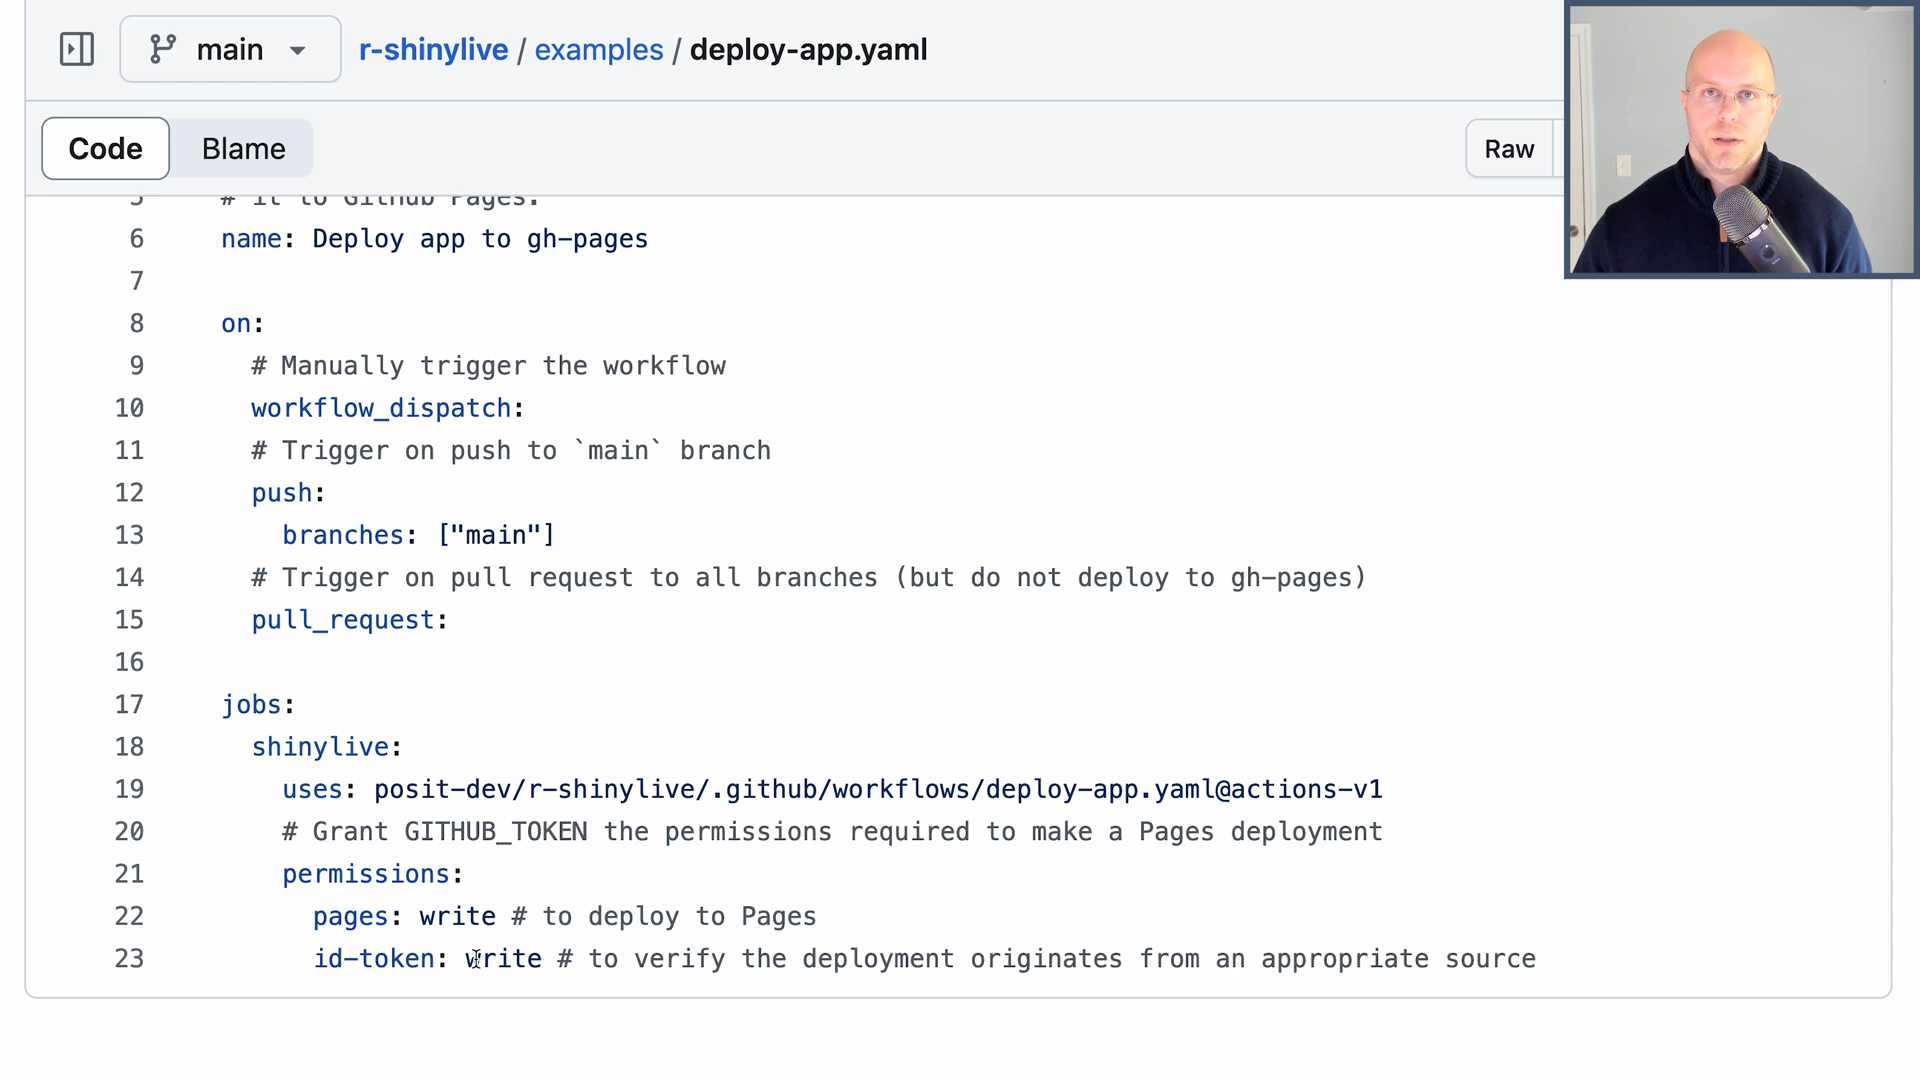 main
r-shinylive / examples / deploy-app.yaml
Code
Blame
Raw
5 # it to Github Pages.
6 name: Deploy app to gh-pages
7
8 on:
9 # Manually trigger the workflow
10 workflow_dispatch:
11 # Trigger on push to `main` branch
12 push:
13 branches: ["main"]
14 # Trigger on pull request to all branches (but do not deploy to gh-pages)
15 pull_request:
16
17 jobs:
18 shinylive:
19 uses: posit-dev/r-shinylive/.github/workflows/deploy-app.yaml@actions-v1
20 # Grant GITHUB_TOKEN the permissions required to make a Pages deployment
21 permissions:
22 pages: write # to deploy to Pages
23 id-token: write # to verify the deployment originates from an appropriate source